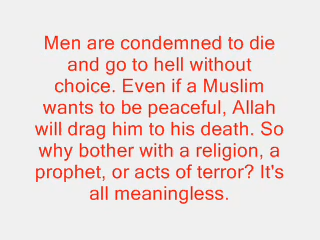 Men are condemned to die
and go to hell without
choice. Even if a Muslim
wants to be peaceful, Allah
will drag him to his death. So
why bother with a religion, a
prophet, or acts of terror? It's
all meaningless.